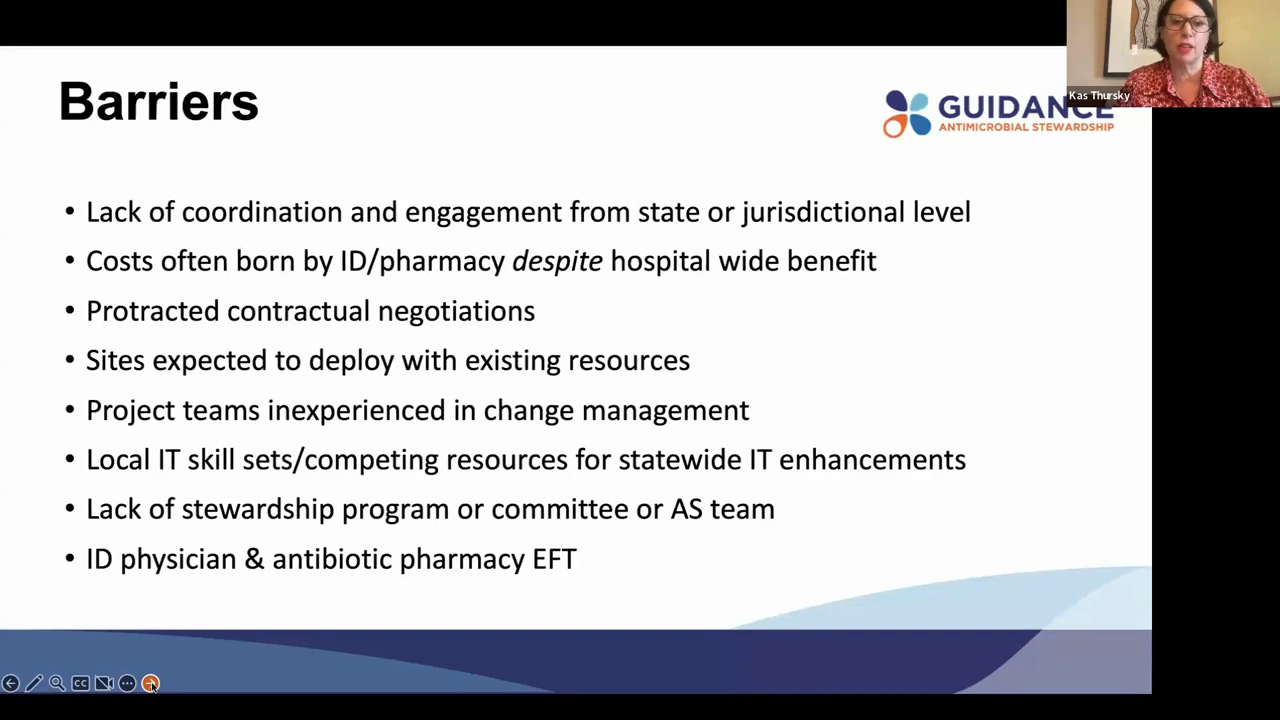 Barriers
Kas Thursky
GUIDANCE
ANTIMICROBIAL STEWARDSHIP
• Lack of coordination and engagement from state or jurisdictional level
• Costs often born by ID/pharmacy despite hospital wide benefit
• Protracted contractual negotiations
• Sites expected to deploy with existing resources
• Project teams inexperienced in change management
• Local IT skill sets/competing resources for statewide IT enhancements
• Lack of stewardship program or committee or AS team
• ID physician & antibiotic pharmacy EFT
CC